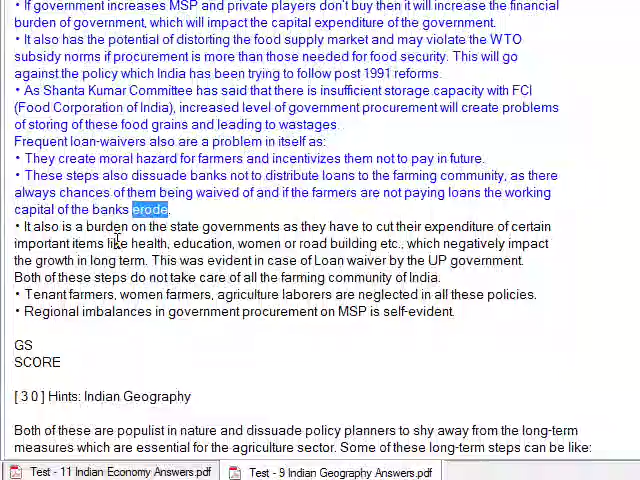 • If government increases MSP and private players don't buy then it will increase the financial
burden of government, which will impact the capital expenditure of the government.
• It also has the potential of distorting the food supply market and may violate the WTO
subsidy norms if procurement is more than those needed for food security. This will go
against the policy which India has been trying to follow post 1991 reforms.
• As Shanta Kumar Committee has said that there is insufficient storage capacity with FCI
(Food Corporation of India), increased level of government procurement will create problems
of storing of these food grains and leading to wastages.
Frequent loan-waivers also are a problem in itself as:
• They create moral hazard for farmers and incentivizes them not to pay in future.
• These steps also dissuade banks not to distribute loans to the farming community, as there
always chances of them being waived of and if the farmers are not paying loans the working
capital of the banks erode.
• It also is a burden on the state governments as they have to cut their expenditure of certain
important items like health, education, women or road building etc., which negatively impact
the growth in long term. This was evident in case of Loan waiver by the UP government.
Both of these steps do not take care of all the farming community of India.
• Tenant farmers, women farmers, agriculture laborers are neglected in all these policies.
• Regional imbalances in government procurement on MSP is self-evident.
GS
SCORE
[ 3 0 ] Hints: Indian Geography
Both of these are populist in nature and dissuade policy planners to shy away from the long-term
measures which are essential for the agriculture sector. Some of these long-term steps can be like:
Test - 11 Indian Economy Answers.pdf
Test - 9 Indian Geography Answers.pdf